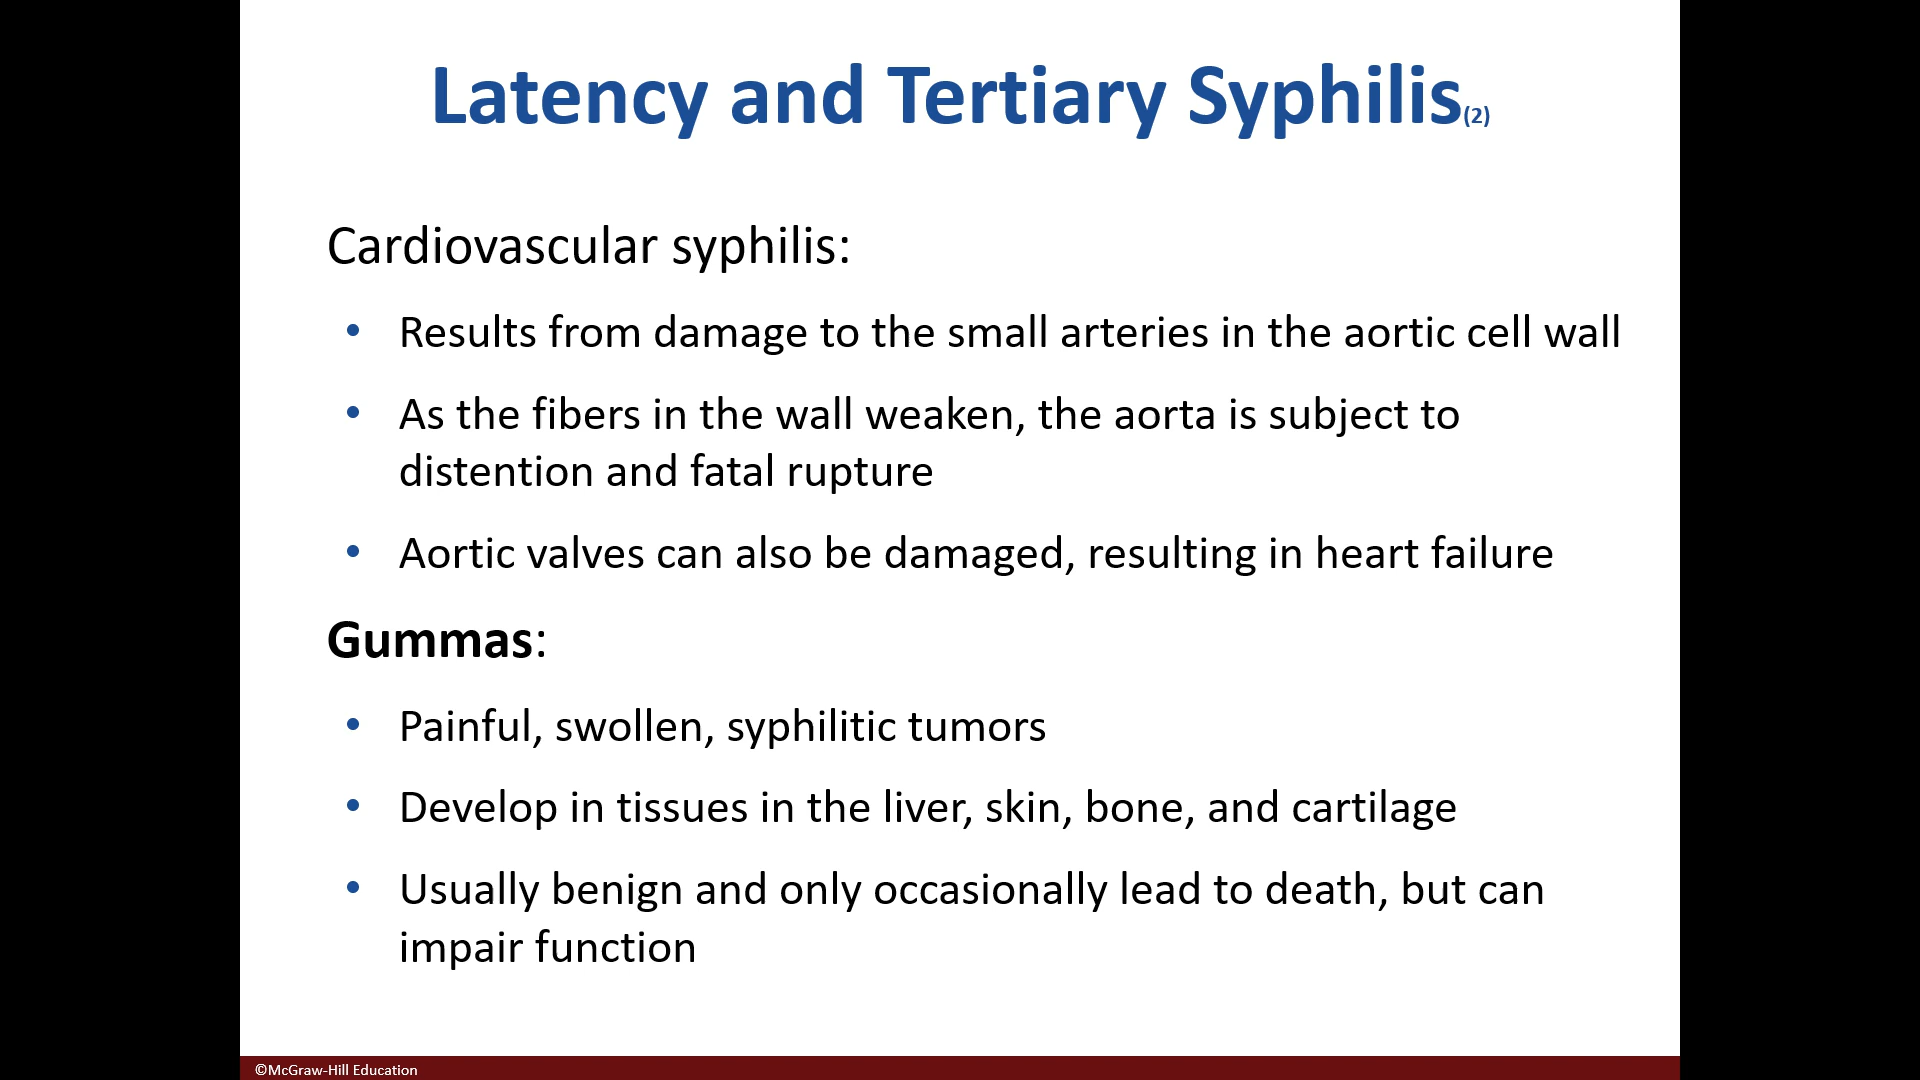 Latency and Tertiary Syphilis(2)
Cardiovascular syphilis:
• Results from damage to the small arteries in the aortic cell wall
• As the fibers in the wall weaken, the aorta is subject to
distention and fatal rupture
• Aortic valves can also be damaged, resulting in heart failure
Gummas:
• Painful, swollen, syphilitic tumors
• Develop in tissues in the liver, skin, bone, and cartilage
• Usually benign and only occasionally lead to death, but can
impair function
©McGraw-Hill Education